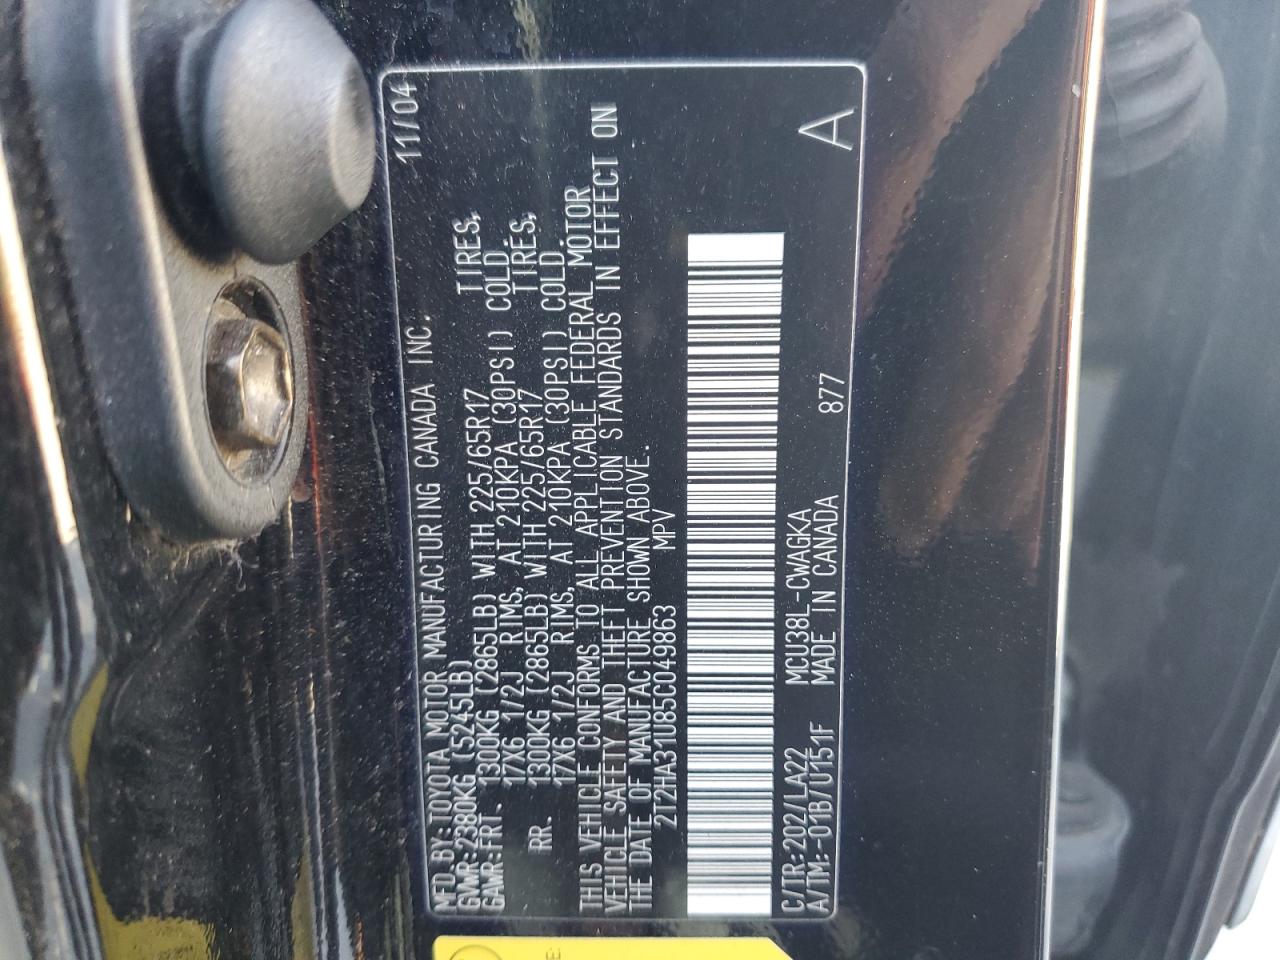 MFD.BY:TOYOTA MOTOR MANUFACTURING CANADA INC. 11/04
GVWR:2380KG (5245LB)
GAWR:FRT. 1300KG (2865LB) WITH 225/65R17 TIRES,
17X6 1/2J RIMS, AT 210KPA (30PSI) COLD.
RR. 1300KG (2865LB) WITH 225/65R17 TIRES,
17X6 1/2J RIMS, AT 210KPA (30PSI) COLD.
THIS VEHICLE CONFORMS TO ALL APPLICABLE FEDERAL MOTOR
VEHICLE SAFETY AND THEFT PREVENTION STANDARDS IN EFFECT ON
THE DATE OF MANUFACTURE SHOWN ABOVE.
2T2HA31U85C049863 MPV
C/TR:202/LA22 MCU38L-CWAGKA
A/TM:-01B/U151F MADE IN CANADA 877 A
E: